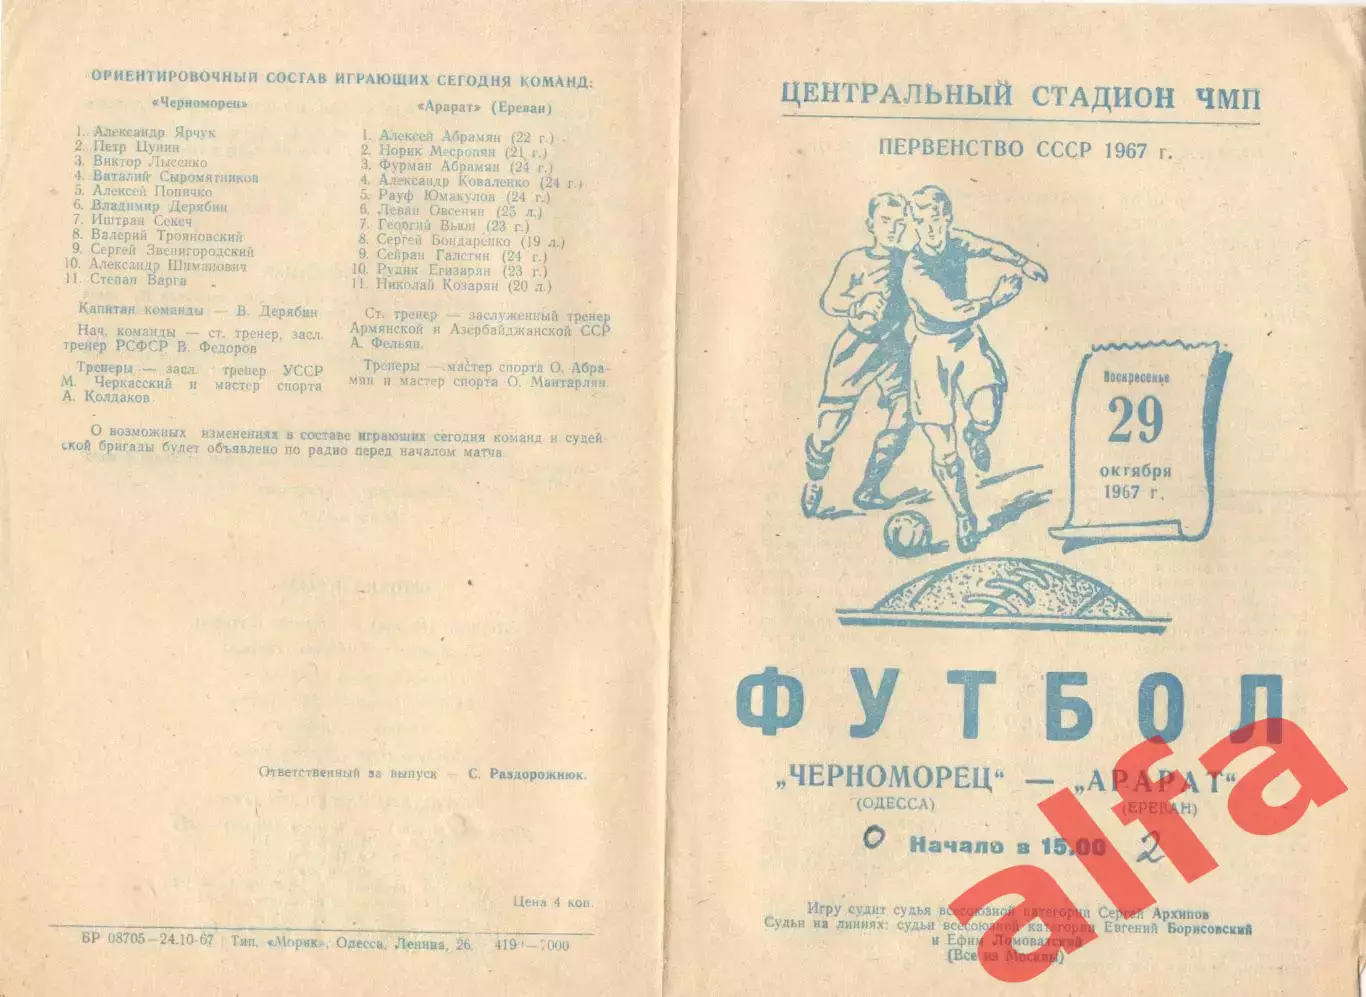 ОРИЕНТИРОВОЧНЫЙ СОСТАВ ИГРАЮЩИХ СЕГОДНЯ КОМАНД:
«Черноморец»
1. Александр Ярчук
2. Петр Цунин
3. Виктор Лысенко
4. Виталий Сыромятников
5. Алексей Попичко
6. Владимир Дерябин
7. Иштван Секеч
8. Валерий Трояновский
9. Сергей Звенигородский
10. Александр Шиманович
11. Степан Варга
Капитан команды — В. Дерябин
Нач. команды — ст. тренер, засл.
тренер РСФСР В. Федоров
Тренеры — засл. тренер УССР
М. Черкасский и мастер спорта
А. Колдаков.
«Арарат» (Ереван)
1. Алексей Абрамян (22 г.)
2. Норик Месропян (21 г.)
3. Фурман Абрамян (24 г.)
4. Александр Коваленко (24 г.)
5. Рауф Юмакулов (24 г.)
6. Леван Овсенян (25 л.)
7. Георгий Вьюн (23 г.)
8. Сергей Бондаренко (19 л.)
9. Сейран Галстян (24 г.)
10. Рудик Егизарян (23 г.)
11. Николай Козарян (20 л.)
Ст. тренер — заслуженный тренер
Армянской и Азербайджанской ССР
А. Фельян.
Тренеры — мастер спорта О. Абра-
мян и мастер спорта О. Мантарлян.
О возможных изменениях в составе играющих сегодня команд и судей-
ской бригады будет объявлено по радио перед началом матча.
Ответственный за выпуск — С. Раздорожнюк.
Цена 4 коп.
БР 08705—24.10-67 Тип. «Моряк», Одесса, Ленина, 26.
ЦЕНТРАЛЬНЫЙ СТАДИОН ЧМП
ПЕРВЕНСТВО СССР 1967 г.
Воскресенье
29
октября
1967 г.
ФУТБОЛ
„ЧЕРНОМОРЕЦ" — „АРАРАТ"
(ОДЕССА) (ЕРЕВАН)
0 Начало в 15.00 2
Игру судит судья всесоюзной категории Сергей Архипов
Судьи на линиях: судьи всесоюзной категории Евгений Борисовский
и Ефим Ломоватский
(Все из Москвы)
alfa